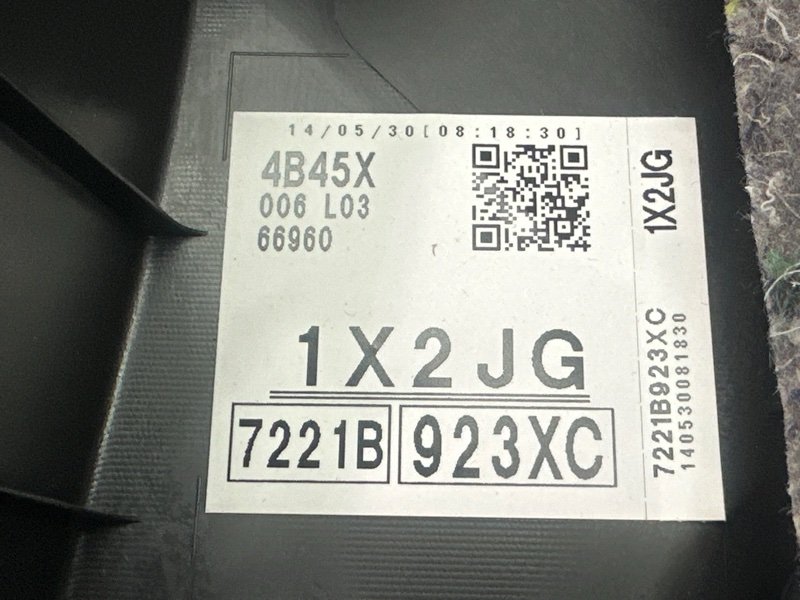 14/05/30[08:18:30]
4B45X
006 L03
66960
1X2JG
7221B 923XC
1X2JG
7221B923XC
140530081830